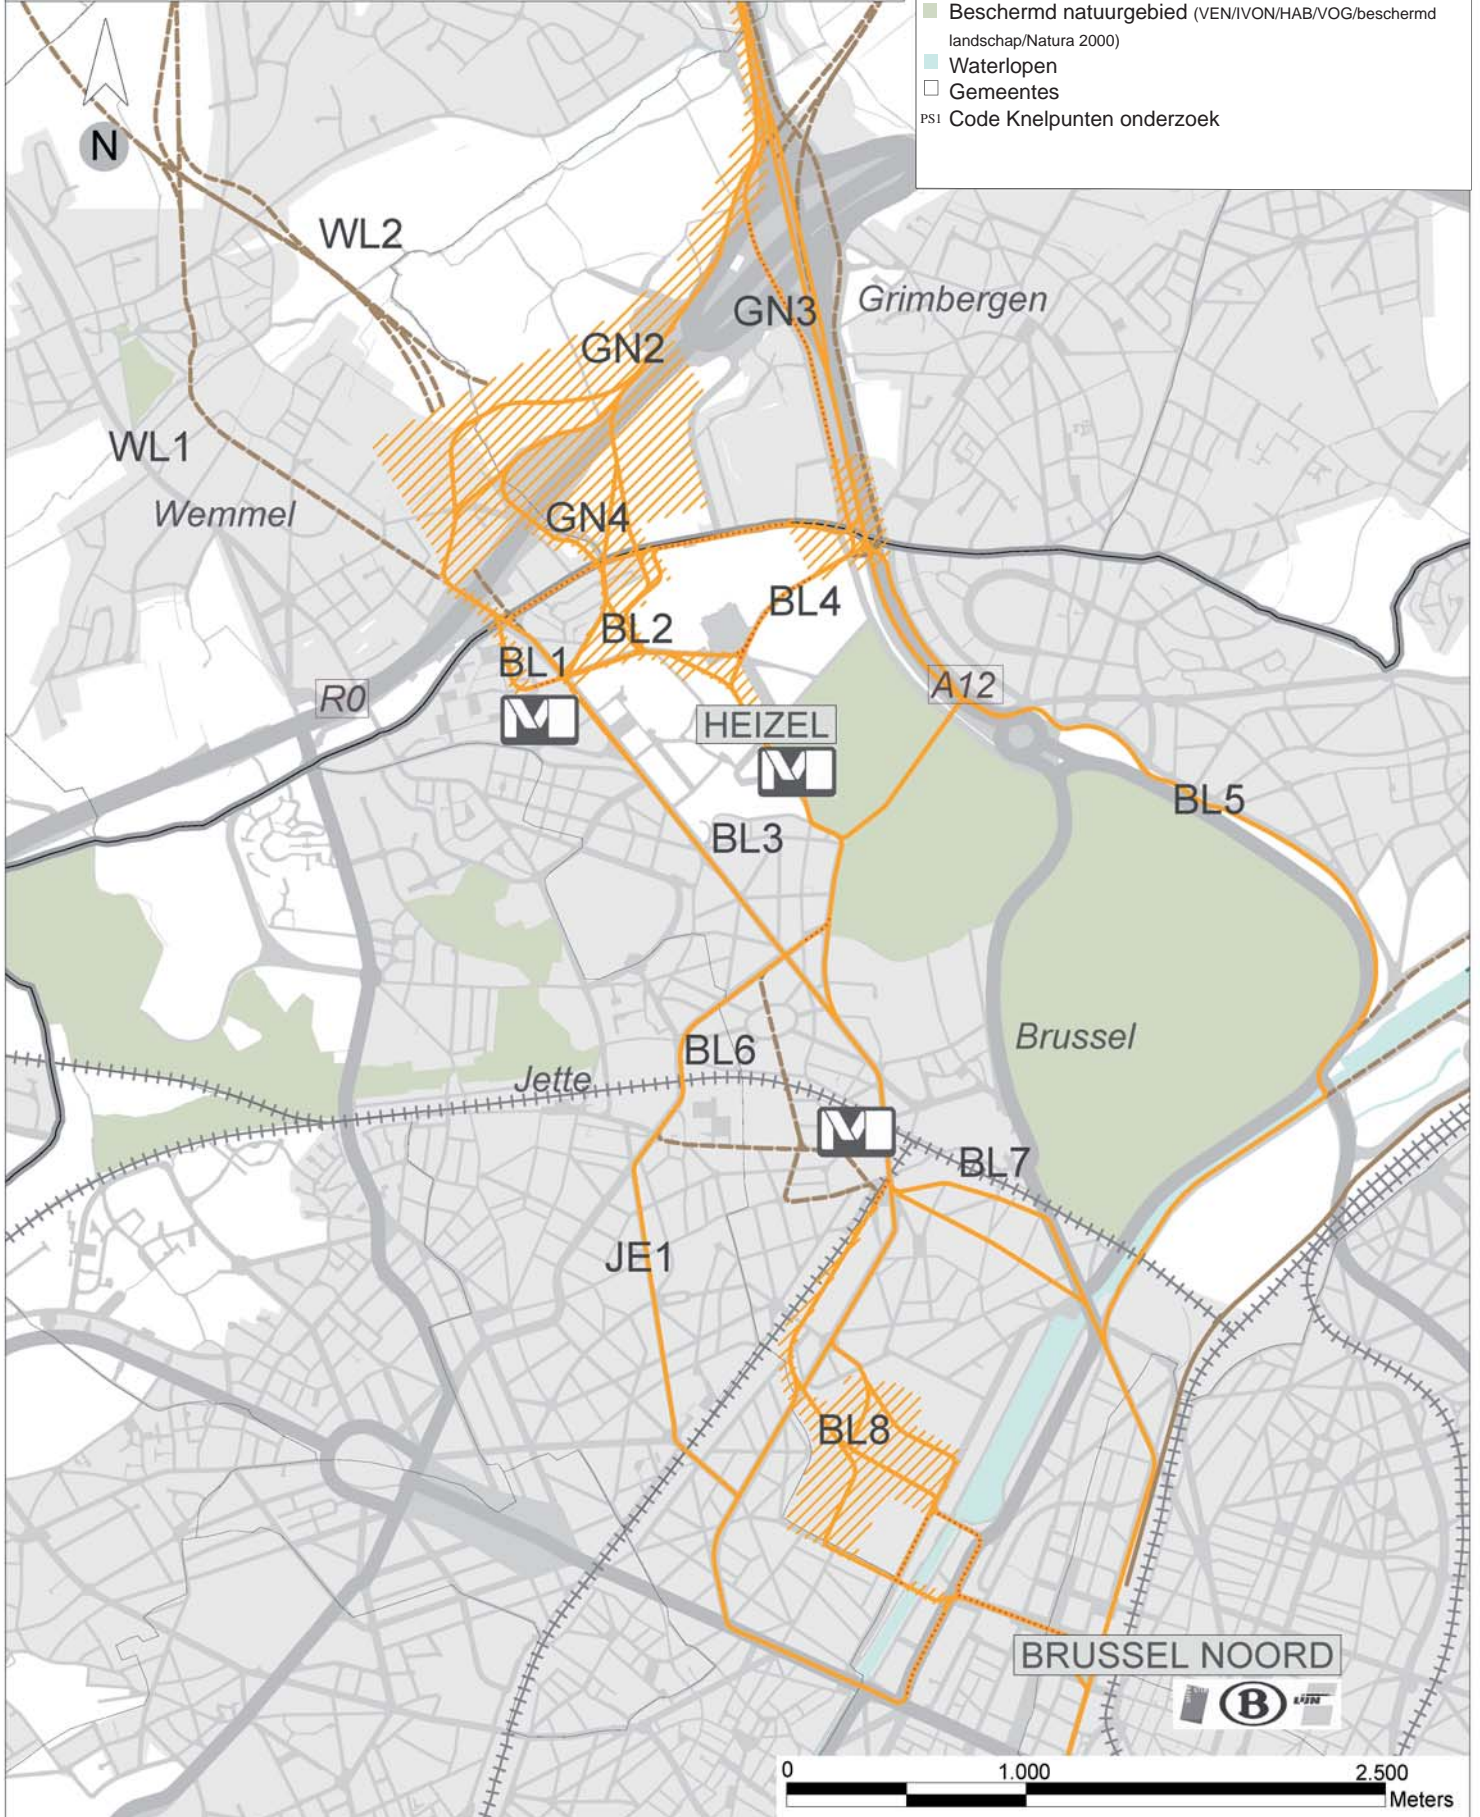 Beschermd natuurgebied (VEN/IVON/HAB/VOG/beschermd
landschap/Natura 2000)
Waterlopen
Gemeentes
PS1 Code Knelpunten onderzoek
N
WL2
GN3
Grimbergen
GN2
WL1
Wemmel
GN4
BL4
BL2
BL1
R0
A12
HEIZEL
BL5
BL3
Brussel
BL6
Jette
BL7
JE1
BL8
BRUSSEL NOORD
B
LIJN
0 1.000 2.500
Meters